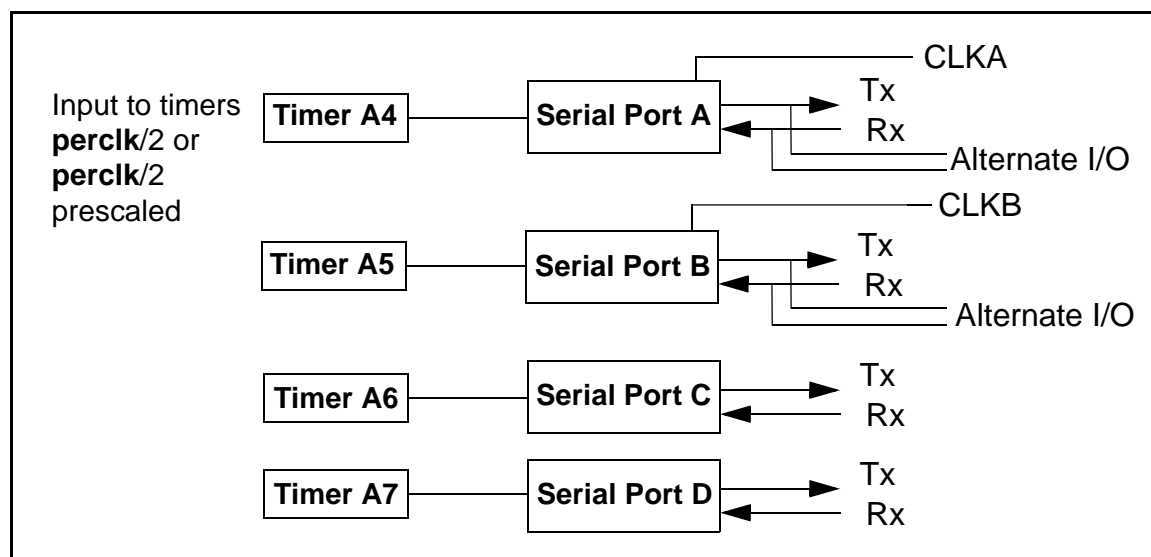 Input to timers
perclk/2 or
perclk/2
prescaled
Timer A4
Serial Port A
CLKA
Tx
Rx
Alternate I/O
Timer A5
Serial Port B
CLKB
Tx
Rx
Alternate I/O
Timer A6
Serial Port C
Tx
Rx
Timer A7
Serial Port D
Tx
Rx